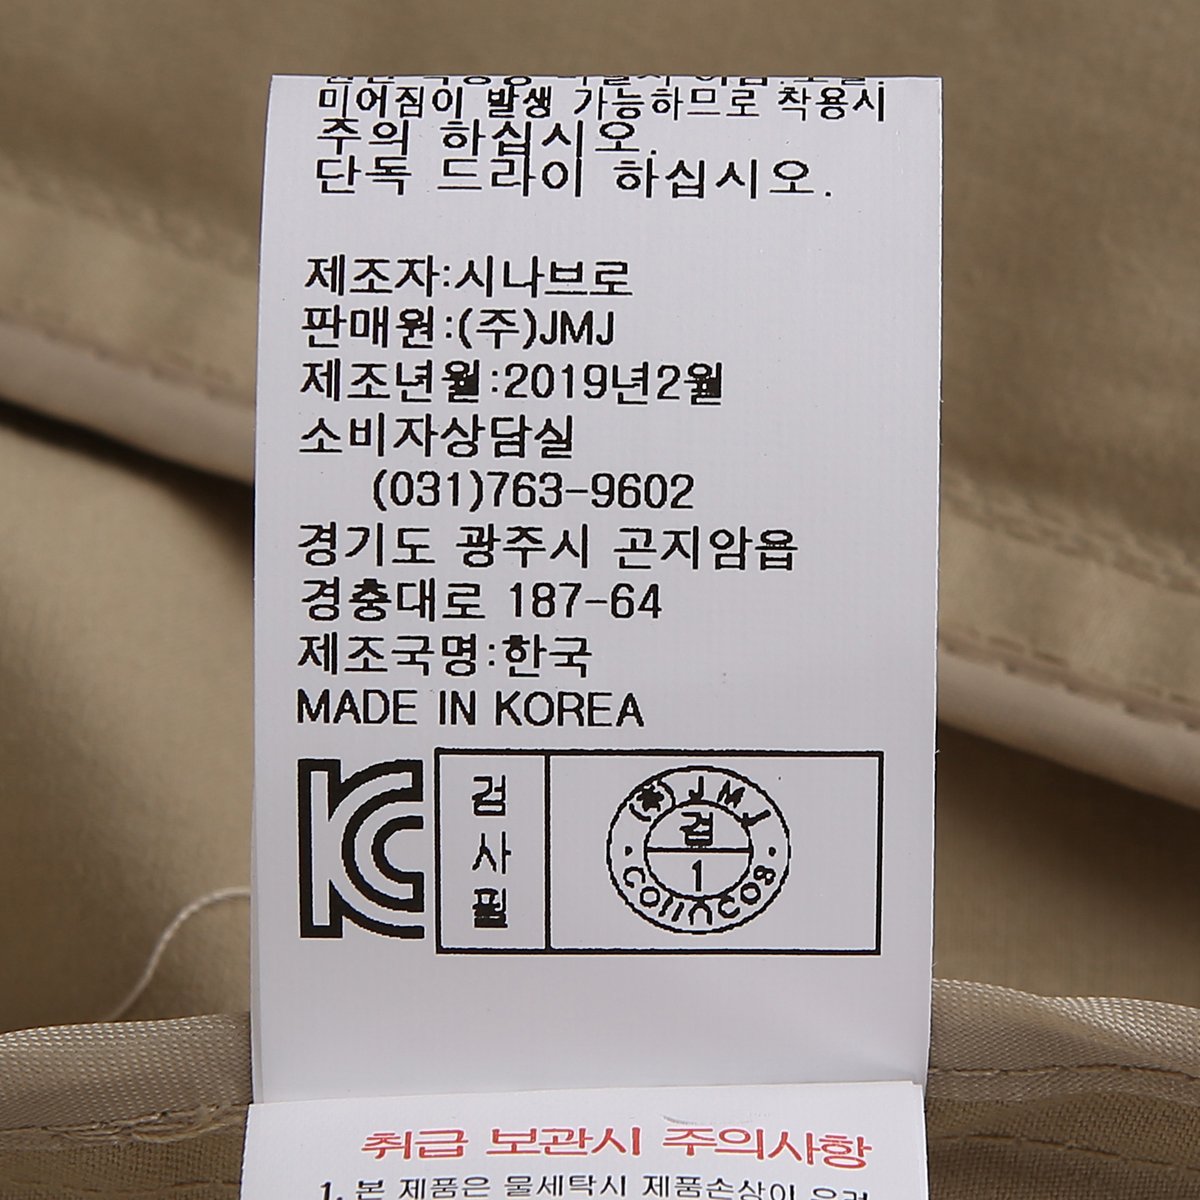 미어짐이 발생 가능하므로 착용시
주의 하십시오.
단독 드라이 하십시오.
제조자:시나브로
판매원:(주)JMJ
제조년월:2019년2월
소비자상담실
(031)763-9602
경기도 광주시 곤지암읍
경충대로 187-64
제조국명:한국
MADE IN KOREA
KC
검사필
(주)JMJ
검
1
COIINCOS
취급 보관시 주의사항
1. 본 제품은 물세탁시 제품손상이